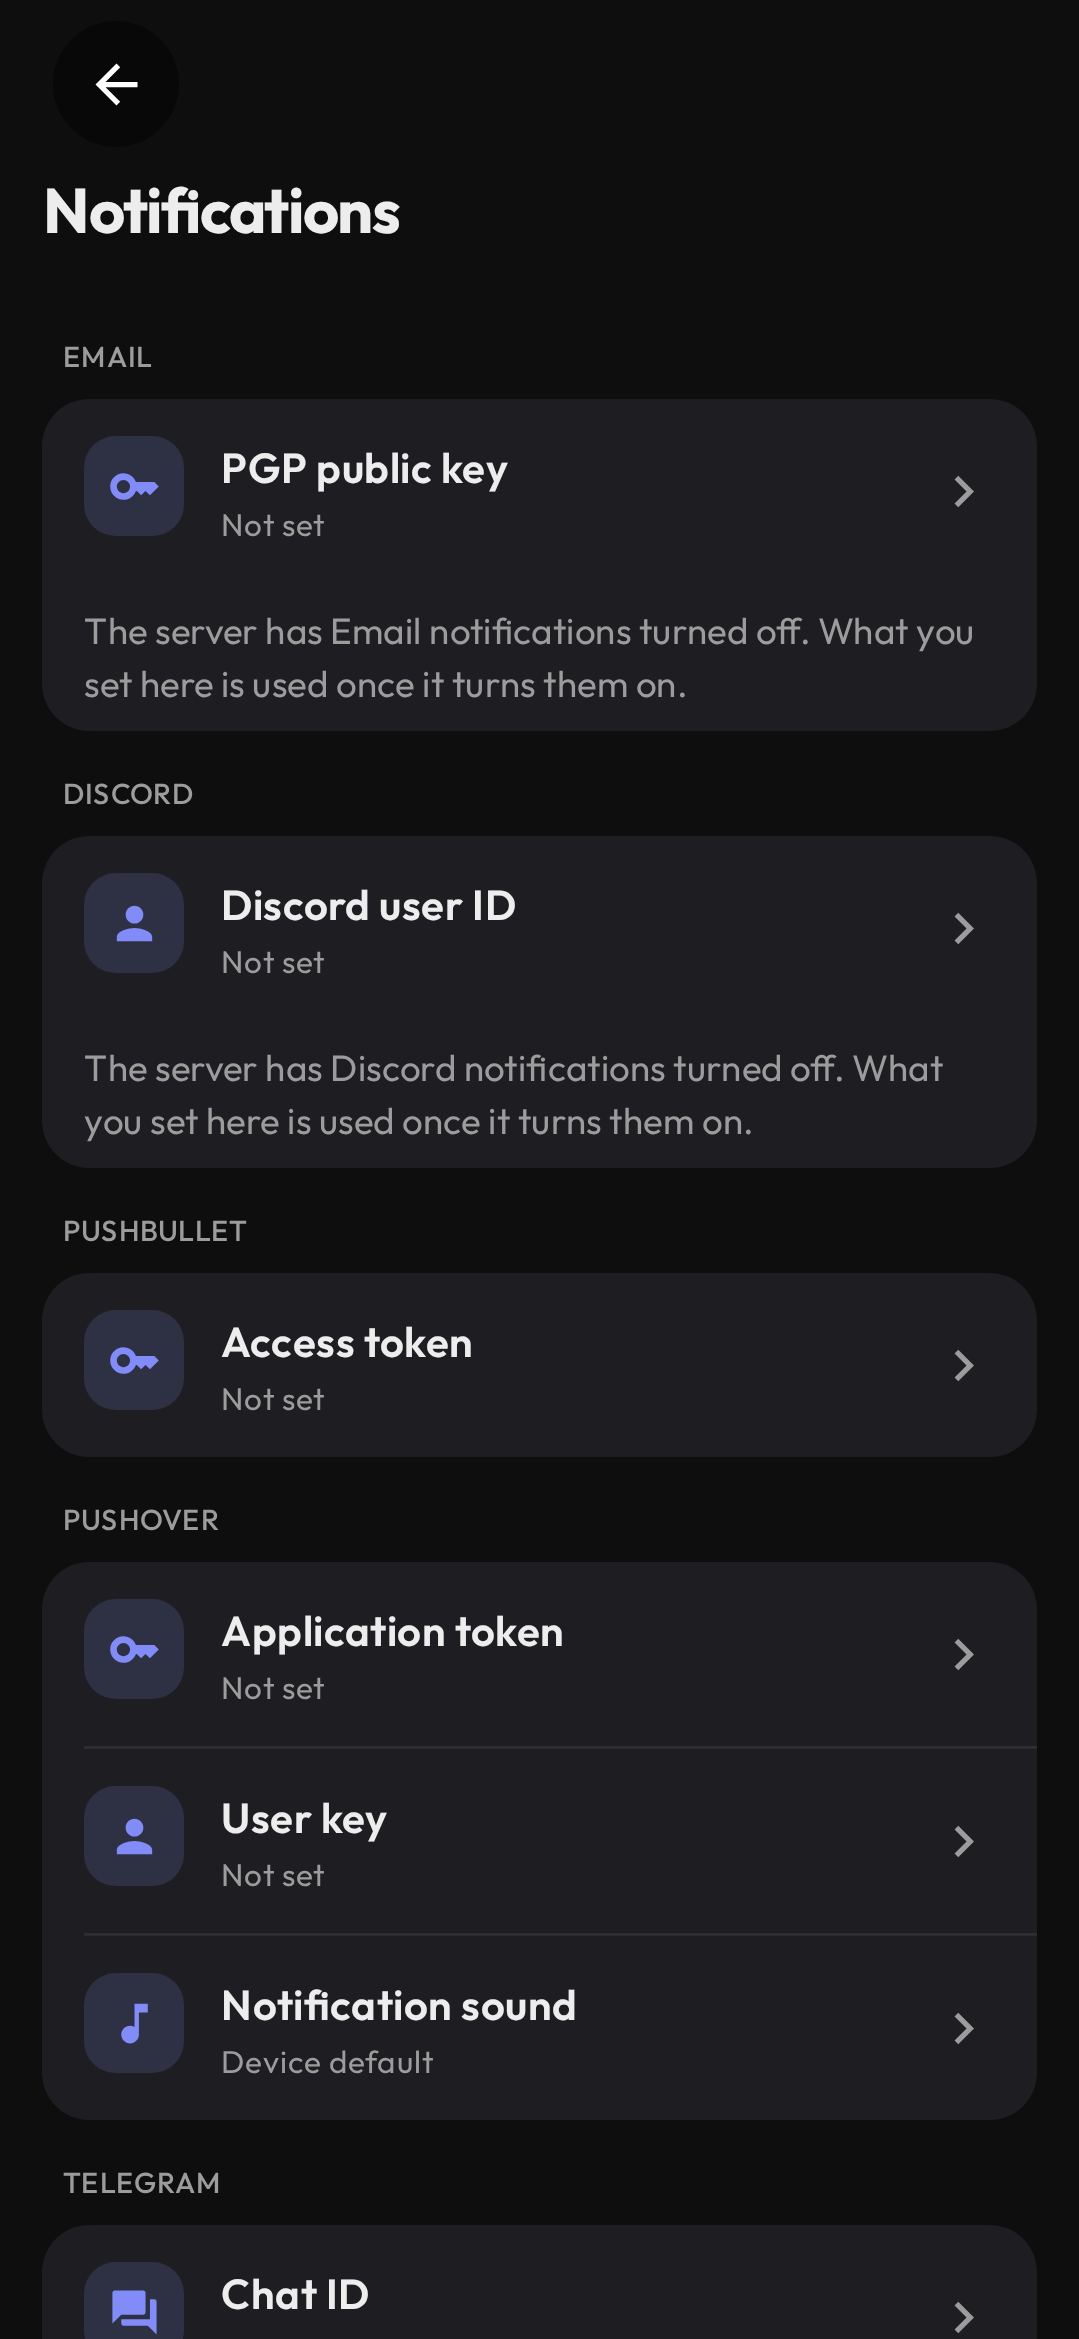 Notifications
EMAIL
PGP public key
Not set
The server has Email notifications turned off. What you
set here is used once it turns them on.
DISCORD
Discord user ID
Not set
The server has Discord notifications turned off. What
you set here is used once it turns them on.
PUSHBULLET
Access token
Not set
PUSHOVER
Application token
Not set
User key
Not set
Notification sound
Device default
TELEGRAM
Chat ID